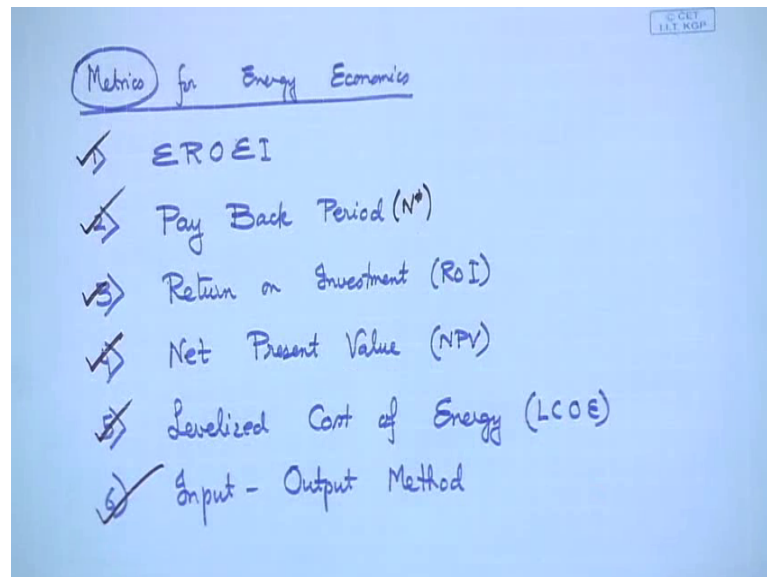 © CET
I.I.T. KGP
Metrics for Energy Economics
1) EROEI
2) Pay Back Period (N*)
3) Return on Investment (RoI)
4) Net Present Value (NPV)
5) Levelized Cost of Energy (LCOE)
6) Input - Output Method